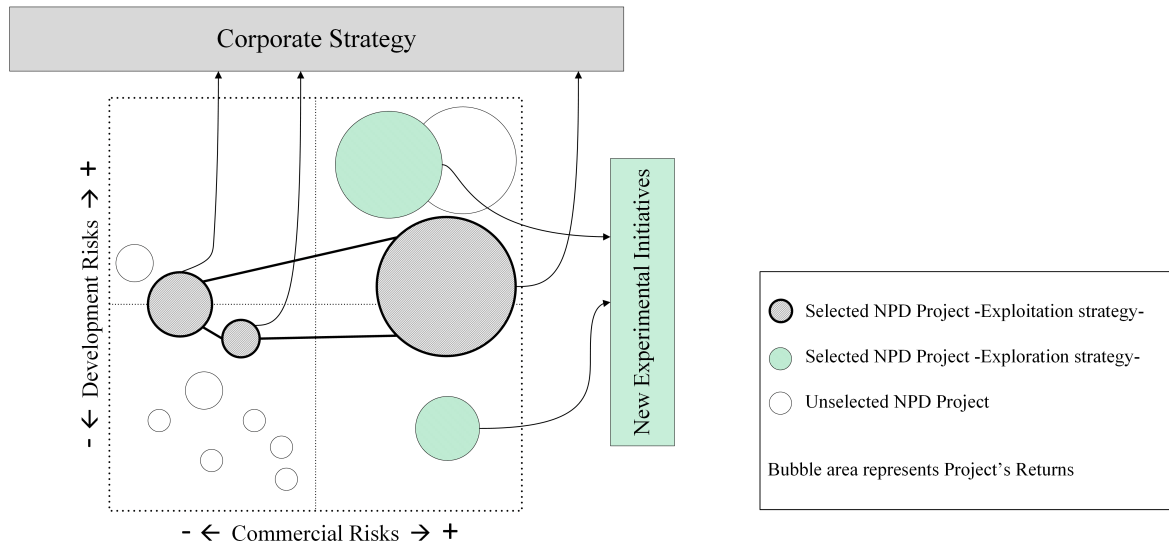 Corporate Strategy
- ← Development Risks → +
New Experimental Initiatives
- ← Commercial Risks → +
Selected NPD Project -Exploitation strategy-
Selected NPD Project -Exploration strategy-
Unselected NPD Project
Bubble area represents Project's Returns